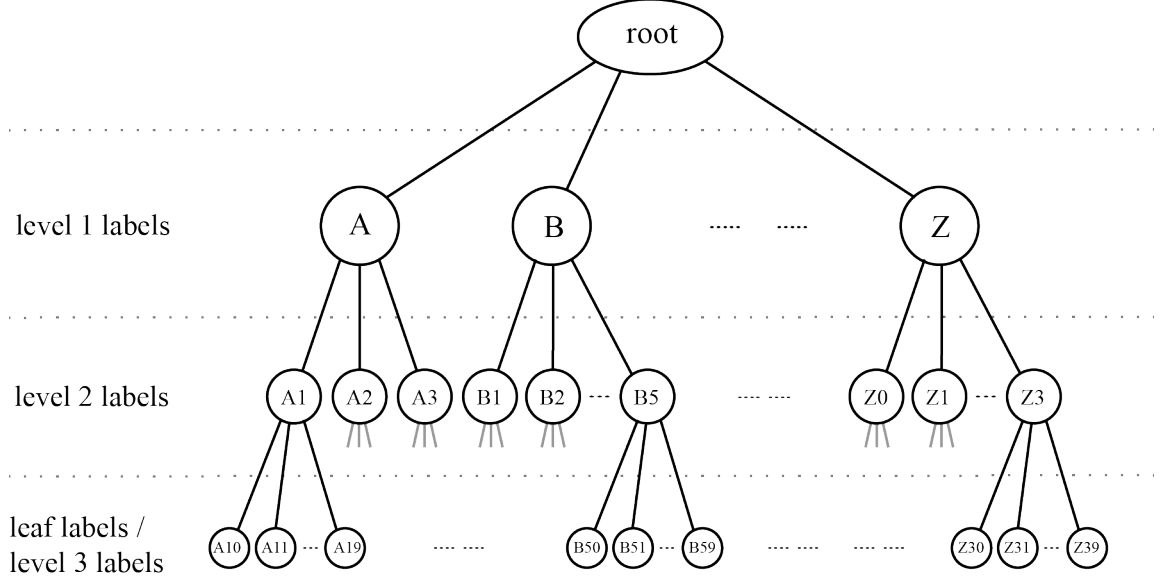 root
level 1 labels
A B ..... ..... Z
level 2 labels
A1 A2 A3 B1 B2 ... B5 .... .... Z0 Z1 ... Z3
leaf labels /
level 3 labels
A10 A11 ... A19 .... .... B50 B51 ... B59 .... .... .... .... Z30 Z31 ... Z39